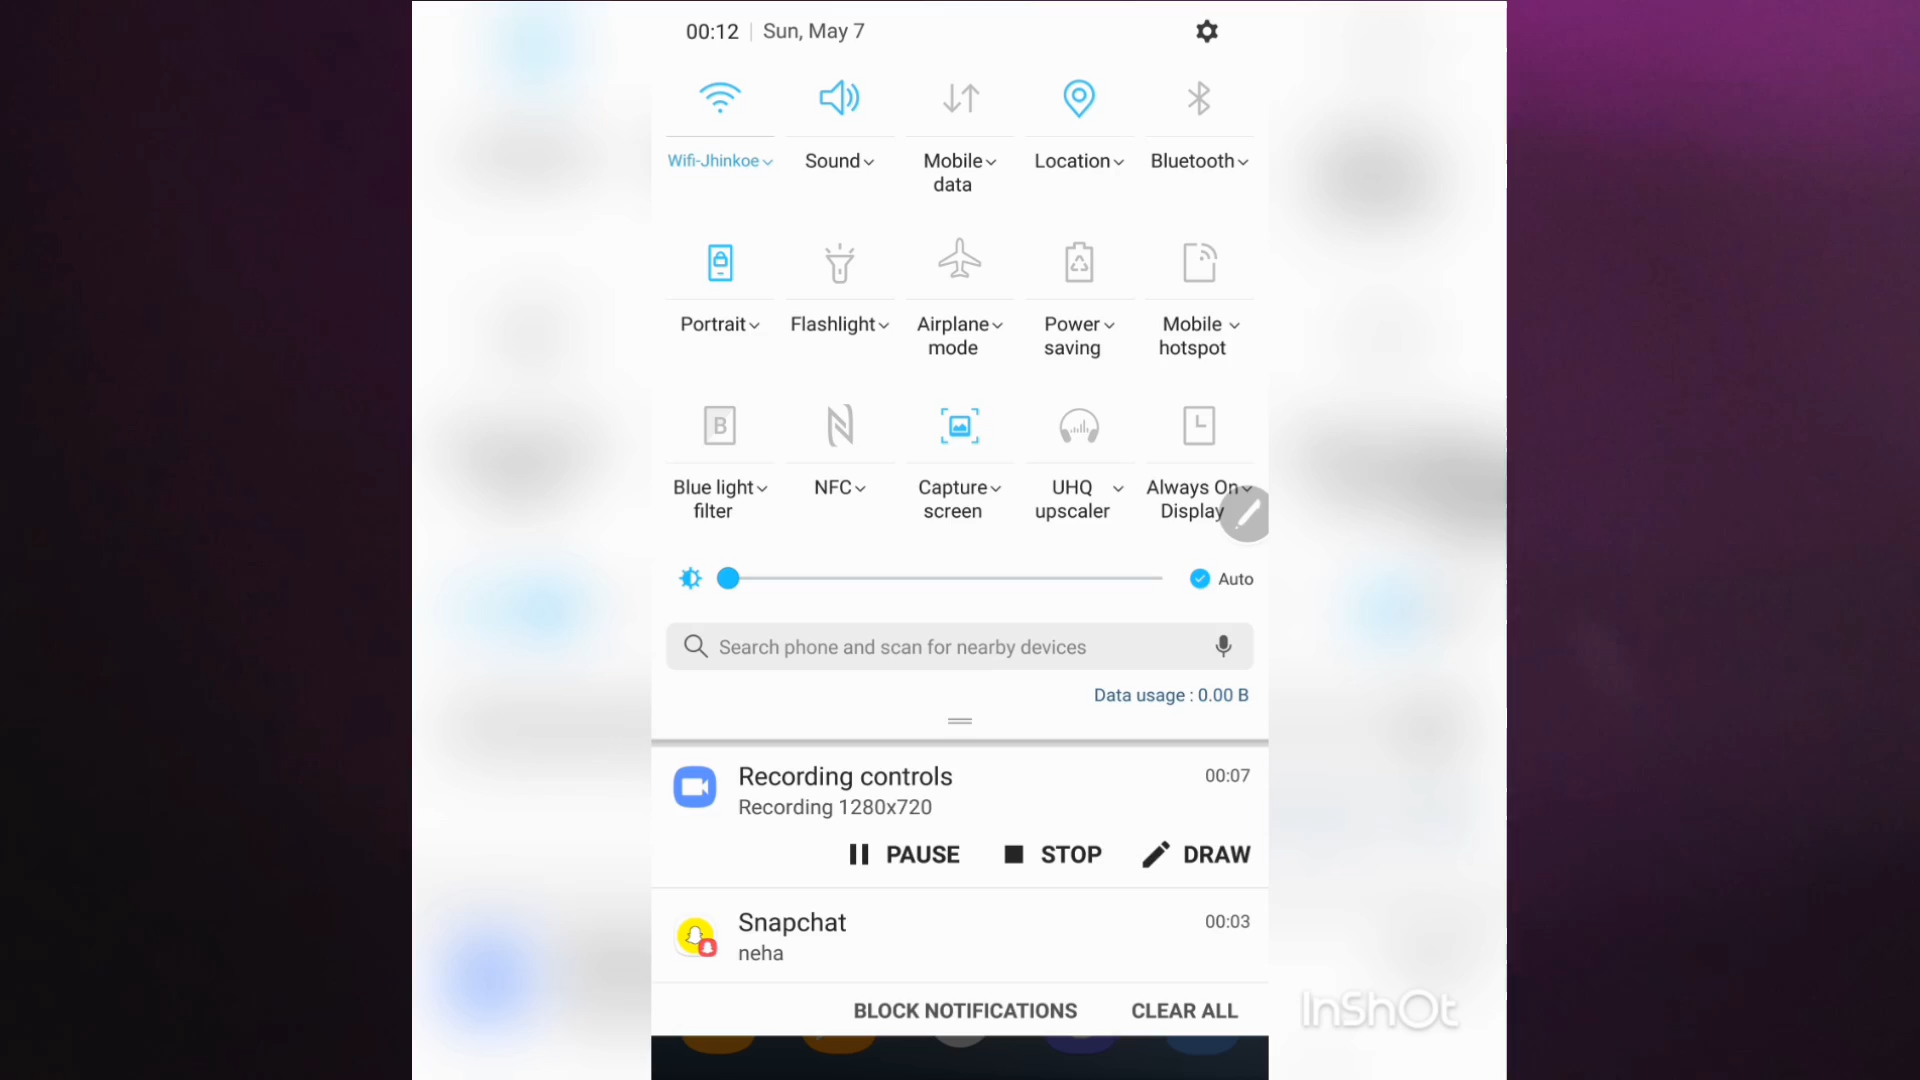 00:12 | Sun, May 7
Wifi-Jhinkoe Sound Mobile data Location Bluetooth
Portrait Flashlight Airplane mode Power saving Mobile hotspot
B
Blue light filter NFC Capture screen UHQ upscaler Always On Display
Auto
Search phone and scan for nearby devices
Data usage : 0.00 B
Recording controls 00:07
Recording 1280x720
PAUSE STOP DRAW
Snapchat 00:03
neha
BLOCK NOTIFICATIONS CLEAR ALL
InShOt